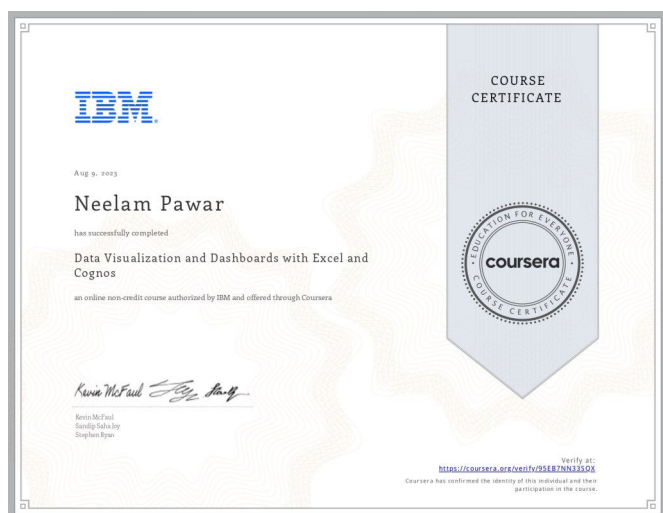 IBM
Aug 9, 2023
Neelam Pawar
has successfully completed
Data Visualization and Dashboards with Excel and
Cognos
an online non-credit course authorized by IBM and offered through Coursera
Kevin McFaul
Kevin McFaul
Sandip Saha Joy
Stephen Ryan
COURSE
CERTIFICATE
EDUCATION FOR EVERYONE
coursera
COURSE CERTIFICATE
Verify at:
https://coursera.org/verify/95EB7NN33SQX
Coursera has confirmed the identity of this individual and their
participation in the course.